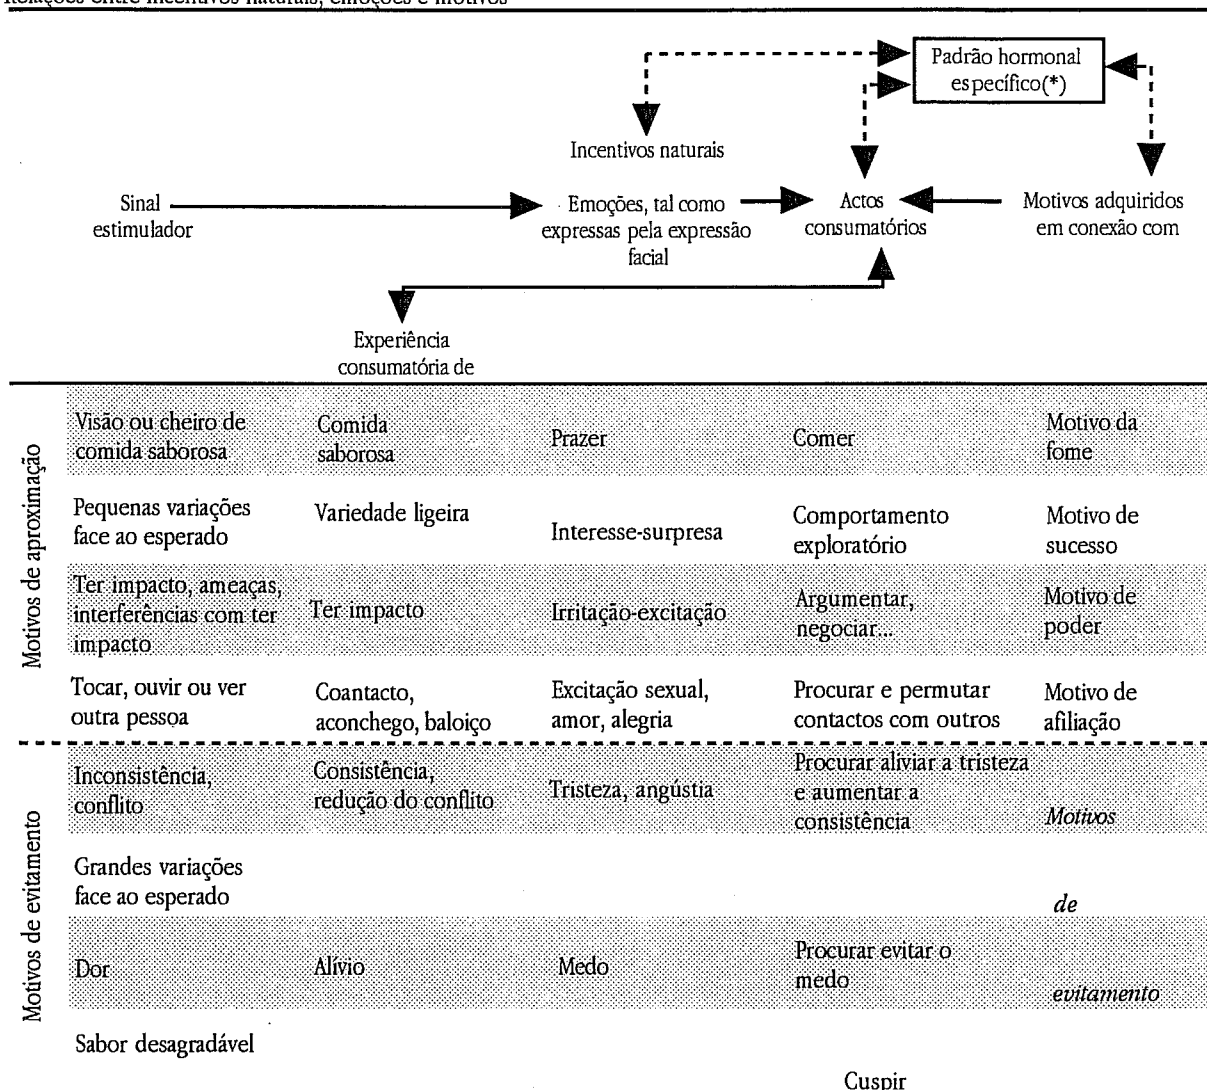 Relações entre incentivos naturais, emoções e motivos
Padrão hormonal
específico(*)
Incentivos naturais
Sinal
estimulador
Emoções, tal como
expressas pela expressão
facial
Actos
consumatórios
Motivos adquiridos
em conexão com
Experiência
consumatória de
Motivos de aproximação
Visão ou cheiro de
comida saborosa
Comida
saborosa
Prazer
Comer
Motivo da
fome
Pequenas variações
face ao esperado
Variedade ligeira
Interesse-surpresa
Comportamento
exploratório
Motivo de
sucesso
Ter impacto, ameaças,
interferências com ter
impacto
Ter impacto
Irritação-excitação
Argumentar,
negociar...
Motivo de
poder
Tocar, ouvir ou ver
outra pessoa
Coantacto,
aconchego, baloiço
Excitação sexual,
amor, alegria
Procurar e permutar
contactos com outros
Motivo de
afiliação
Motivos de evitamento
Inconsistência,
conflito
Consistência,
redução do conflito
Tristeza, angústia
Procurar aliviar a tristeza
e aumentar a
consistência
Motivos
Grandes variações
face ao esperado
de
Dor
Alívio
Medo
Procurar evitar o
medo
evitamento
Sabor desagradável
Cuspir